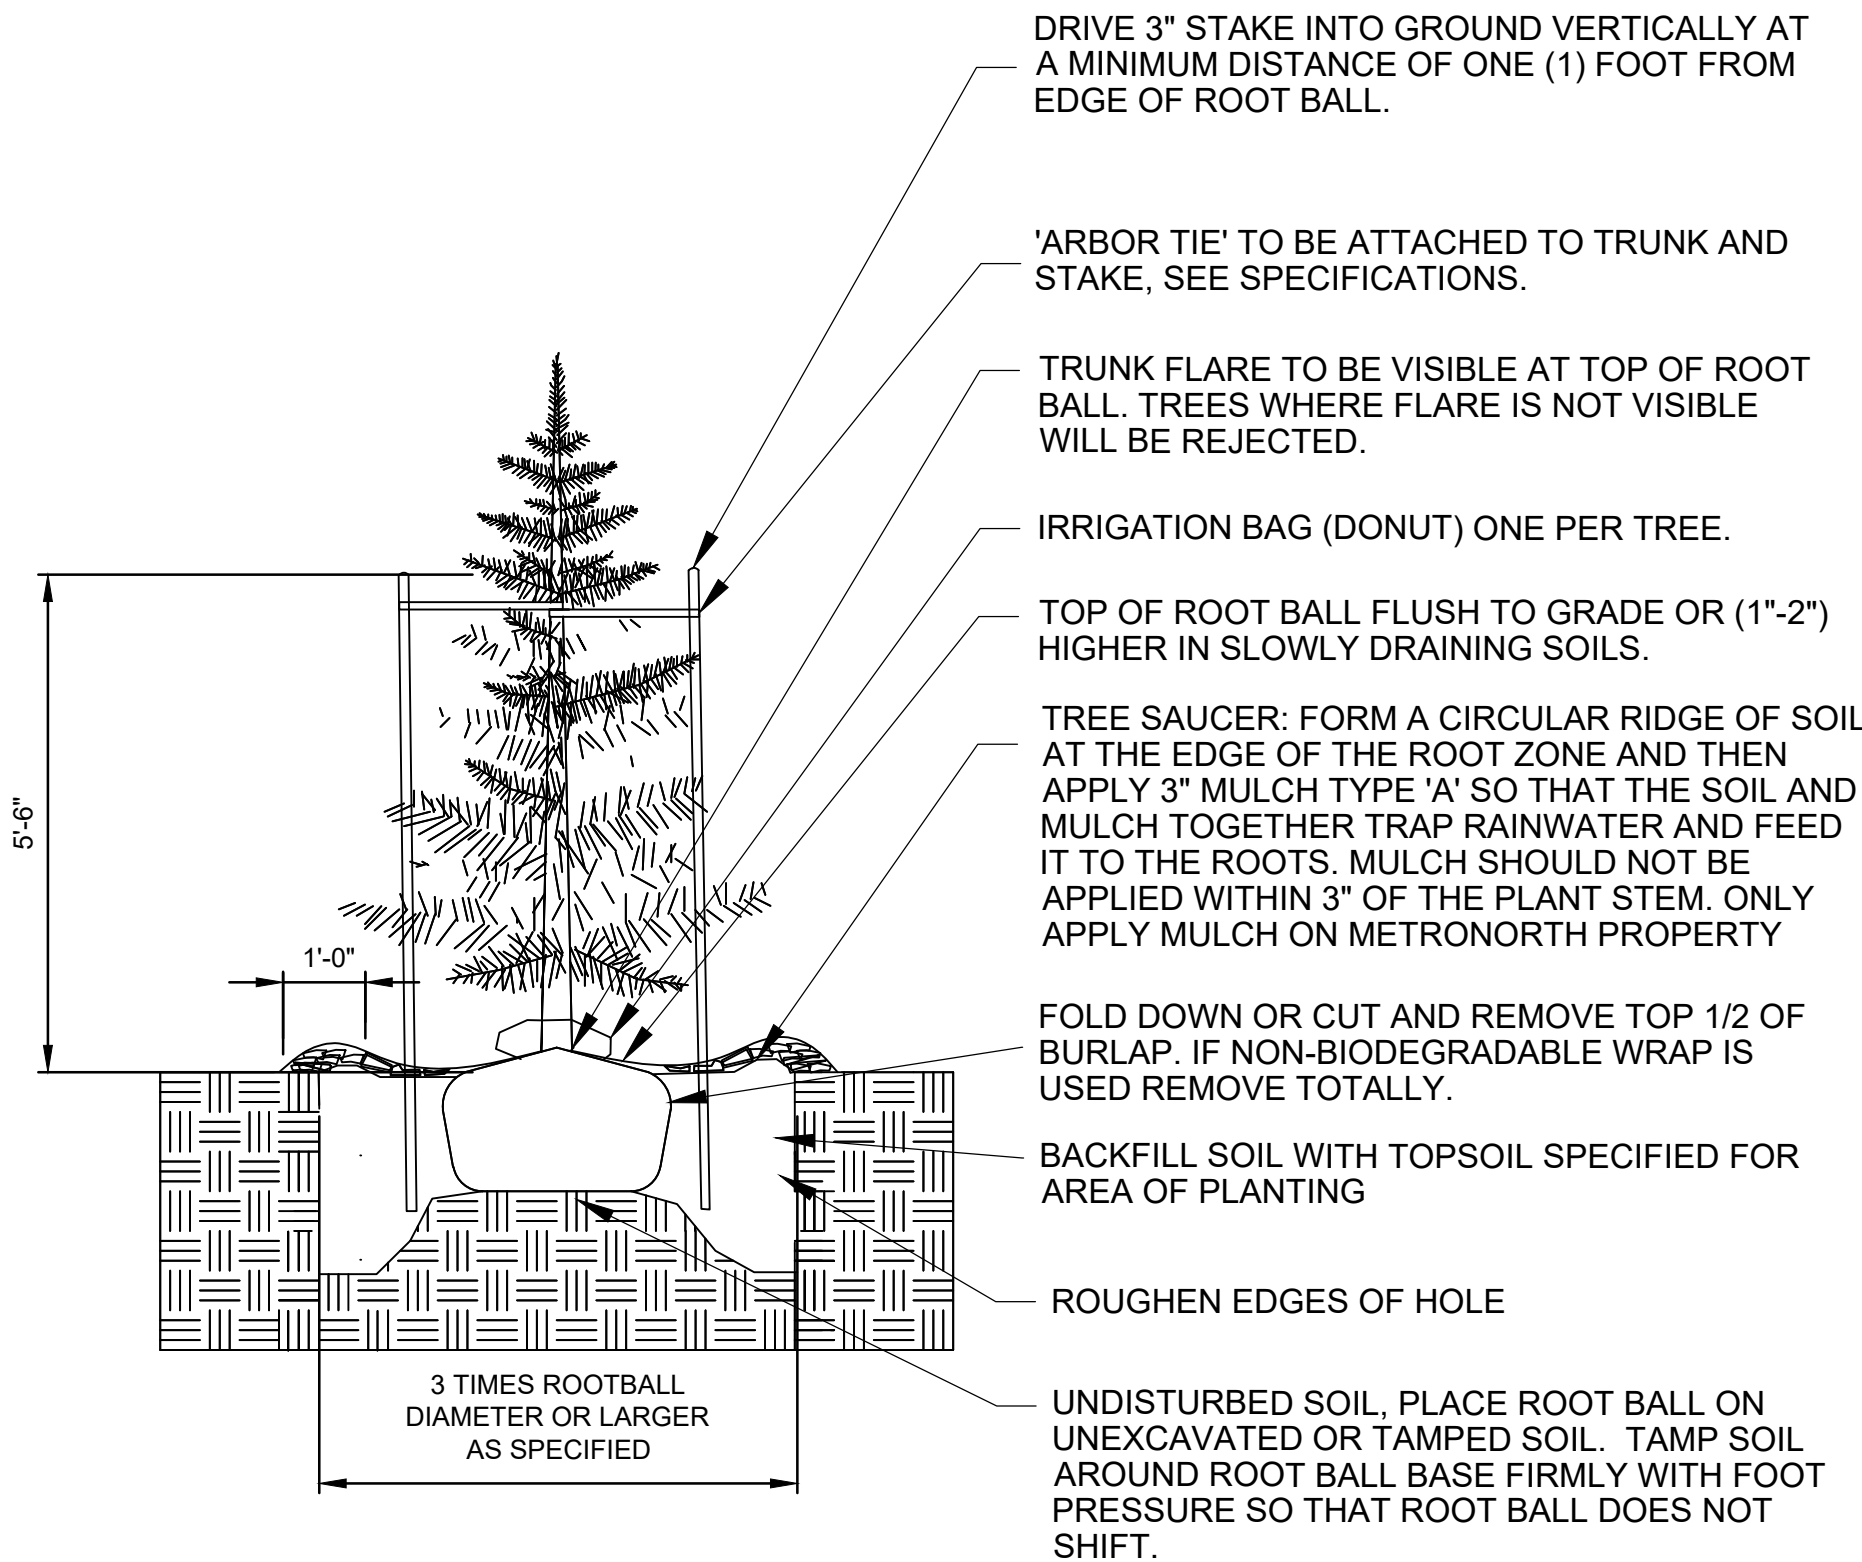 DRIVE 3" STAKE INTO GROUND VERTICALLY AT
A MINIMUM DISTANCE OF ONE (1) FOOT FROM
EDGE OF ROOT BALL.
'ARBOR TIE' TO BE ATTACHED TO TRUNK AND
STAKE, SEE SPECIFICATIONS.
TRUNK FLARE TO BE VISIBLE AT TOP OF ROOT
BALL. TREES WHERE FLARE IS NOT VISIBLE
WILL BE REJECTED.
IRRIGATION BAG (DONUT) ONE PER TREE.
TOP OF ROOT BALL FLUSH TO GRADE OR (1"-2")
HIGHER IN SLOWLY DRAINING SOILS.
TREE SAUCER: FORM A CIRCULAR RIDGE OF SOIL
AT THE EDGE OF THE ROOT ZONE AND THEN
APPLY 3" MULCH TYPE 'A' SO THAT THE SOIL AND
MULCH TOGETHER TRAP RAINWATER AND FEED
IT TO THE ROOTS. MULCH SHOULD NOT BE
APPLIED WITHIN 3" OF THE PLANT STEM. ONLY
APPLY MULCH ON METRONORTH PROPERTY
FOLD DOWN OR CUT AND REMOVE TOP 1/2 OF
BURLAP. IF NON-BIODEGRADABLE WRAP IS
USED REMOVE TOTALLY.
BACKFILL SOIL WITH TOPSOIL SPECIFIED FOR
AREA OF PLANTING
ROUGHEN EDGES OF HOLE
UNDISTURBED SOIL, PLACE ROOT BALL ON
UNEXCAVATED OR TAMPED SOIL.  TAMP SOIL
AROUND ROOT BALL BASE FIRMLY WITH FOOT
PRESSURE SO THAT ROOT BALL DOES NOT
SHIFT.
5'-6"
1'-0"
3 TIMES ROOTBALL
DIAMETER OR LARGER
AS SPECIFIED